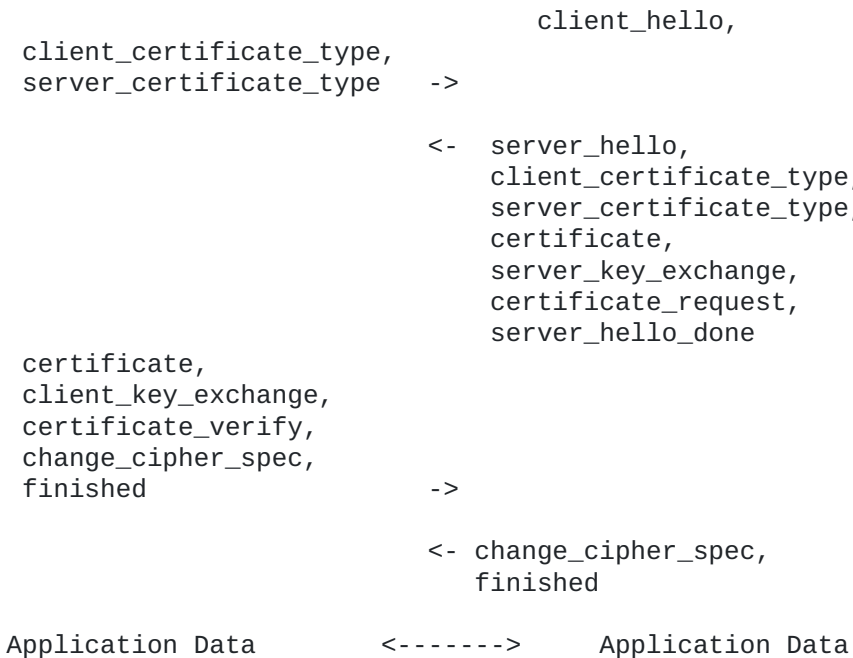 client_hello,
client_certificate_type,
server_certificate_type   ->
<-  server_hello,
client_certificate_type,
server_certificate_type,
certificate,
server_key_exchange,
certificate_request,
server_hello_done
certificate,
client_key_exchange,
certificate_verify,
change_cipher_spec,
finished                  ->
<- change_cipher_spec,
finished
Application Data        <------->     Application Data